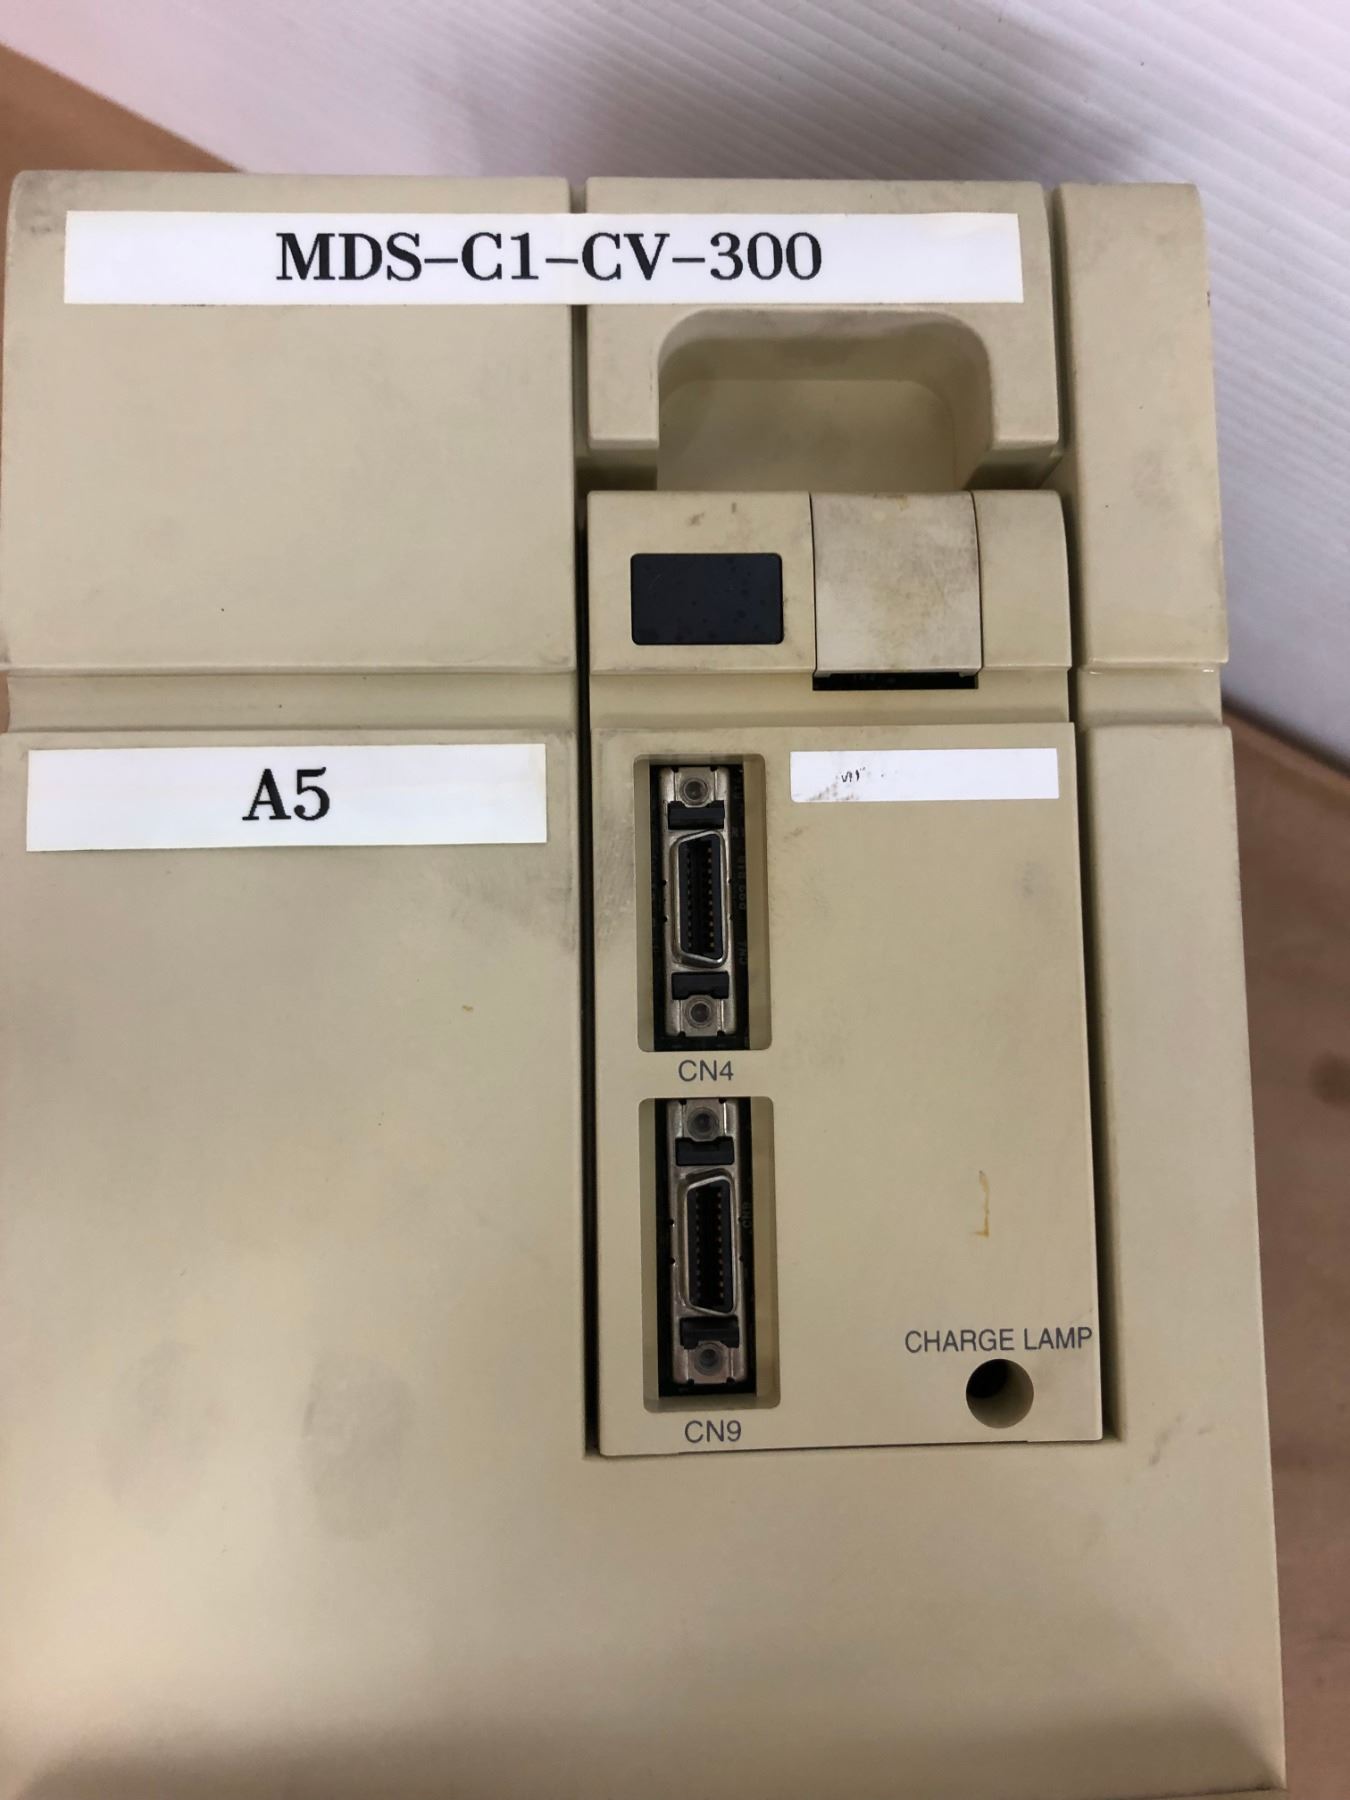 MDS-C1-CV-300
A5
CN4
CN9
CHARGE LAMP